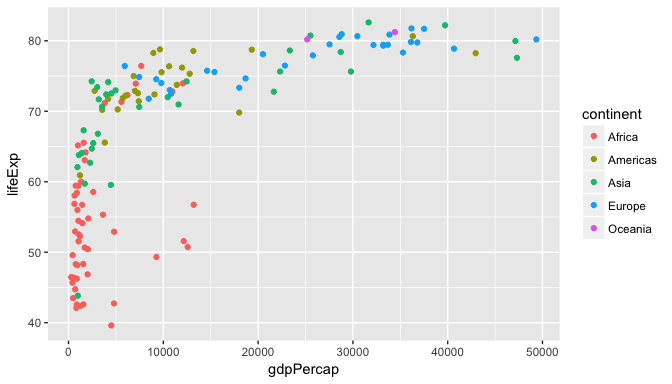 80
70
60
50
40
lifeExp
0
10000
20000
30000
40000
50000
gdpPercap
continent
Africa
Americas
Asia
Europe
Oceania